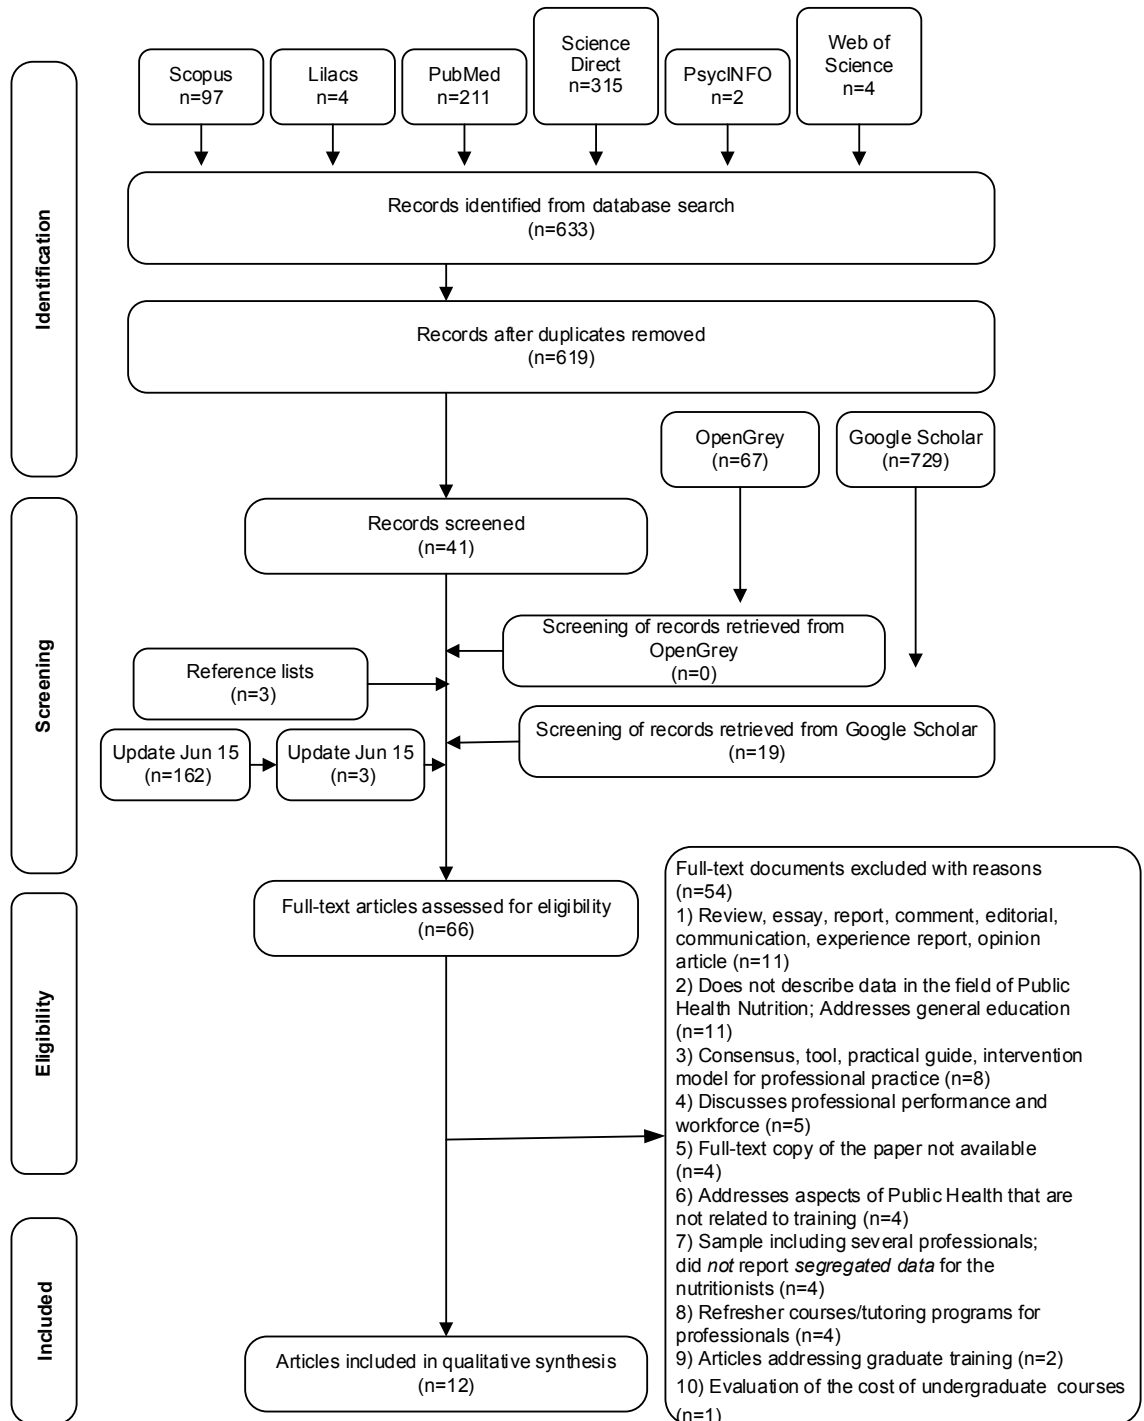 Scopus
n=97
Lilacs
n=4
PubMed
n=211
Science
Direct
n=315
PsycINFO
n=2
Web of
Science
n=4
Identification
Records identified from database search
(n=633)
Records after duplicates removed
(n=619)
OpenGrey
(n=67)
Google Scholar
(n=729)
Screening
Records screened
(n=41)
Screening of records retrieved from
OpenGrey
(n=0)
Reference lists
(n=3)
Screening of records retrieved from Google Scholar
(n=19)
Update Jun 15
(n=162)
Update Jun 15
(n=3)
Eligibility
Full-text articles assessed for eligibility
(n=66)
Full-text documents excluded with reasons
(n=54)
1) Review, essay, report, comment, editorial,
communication, experience report, opinion
article (n=11)
2) Does not describe data in the field of Public
Health Nutrition; Addresses general education
(n=11)
3) Consensus, tool, practical guide, intervention
model for professional practice (n=8)
4) Discusses professional performance and
workforce (n=5)
5) Full-text copy of the paper not available
(n=4)
6) Addresses aspects of Public Health that are
not related to training (n=4)
7) Sample including several professionals;
did not report segregated data for the
nutritionists (n=4)
8) Refresher courses/tutoring programs for
professionals (n=4)
9) Articles addressing graduate training (n=2)
10) Evaluation of the cost of undergraduate courses
(n=1)
Included
Articles included in qualitative synthesis
(n=12)